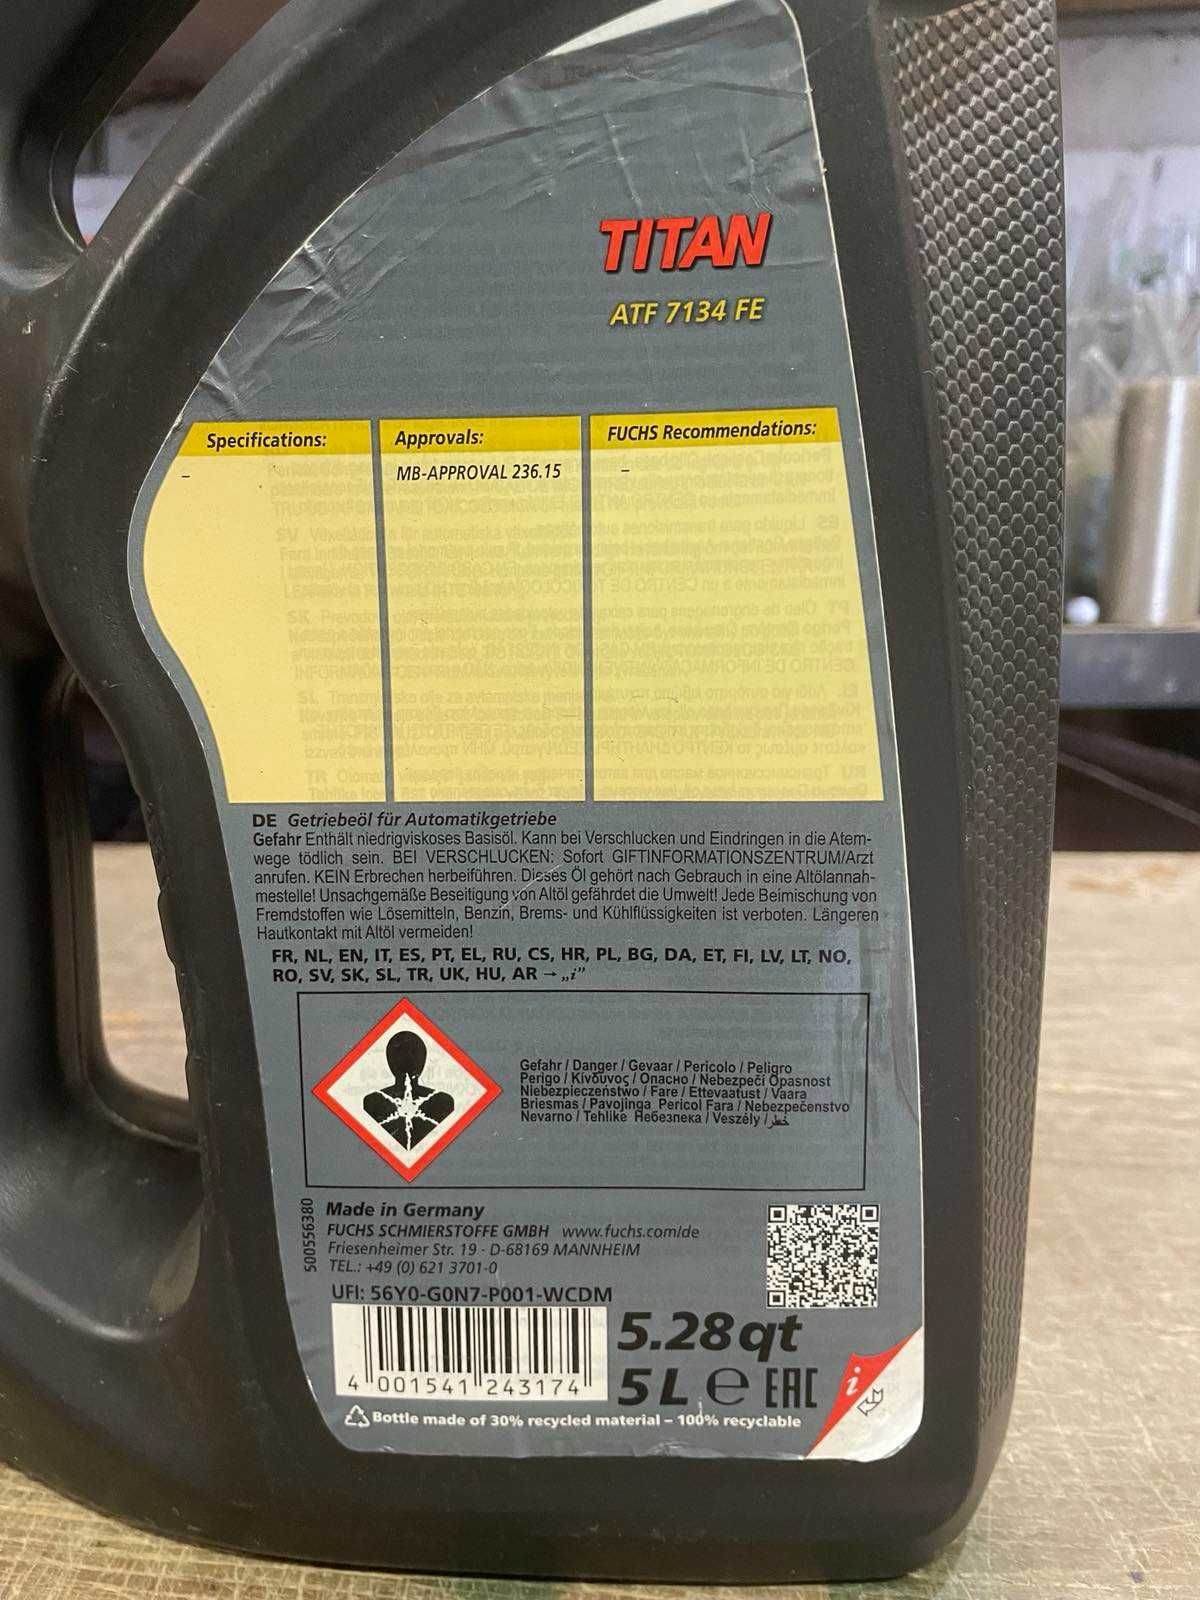 TITAN
ATF 7134 FE
Specifications:
–
Approvals:
MB-APPROVAL 236.15
FUCHS Recommendations:
–
DE Getriebeöl für Automatikgetriebe
Gefahr Enthält niedrigviskoses Basisöl. Kann bei Verschlucken und Eindringen in die Atem-
wege tödlich sein. BEI VERSCHLUCKEN: Sofort GIFTINFORMATIONSZENTRUM/Arzt
anrufen. KEIN Erbrechen herbeiführen. Dieses Öl gehört nach Gebrauch in eine Altölannah-
mestelle! Unsachgemäße Beseitigung von Altöl gefährdet die Umwelt! Jede Beimischung von
Fremdstoffen wie Lösemitteln, Benzin, Brems- und Kühlflüssigkeiten ist verboten. Längeren
Hautkontakt mit Altöl vermeiden!
FR, NL, EN, IT, ES, PT, EL, RU, CS, HR, PL, BG, DA, ET, FI, LV, LT, NO,
RO, SV, SK, SL, TR, UK, HU, AR → „i”
Gefahr / Danger / Gevaar / Pericolo / Peligro
Perigo / Κίνδυνος / Опасно / Nebezpečí Opasnost
Niebezpieczeństwo / Fare / Ettevaatust / Vaara
Briesmas / Pavojinga Pericol Fara / Nebezpečenstvo
Nevarno / Tehlike Небезпека / Veszély / خطر
500556380
Made in Germany
FUCHS SCHMIERSTOFFE GMBH www.fuchs.com/de
Friesenheimer Str. 19 · D-68169 MANNHEIM
TEL.: +49 (0) 621 3701-0
UFI: 56Y0-G0N7-P001-WCDM
4 001541 243174
5.28 qt
5 L e EAC
i
Bottle made of 30% recycled material – 100% recyclable